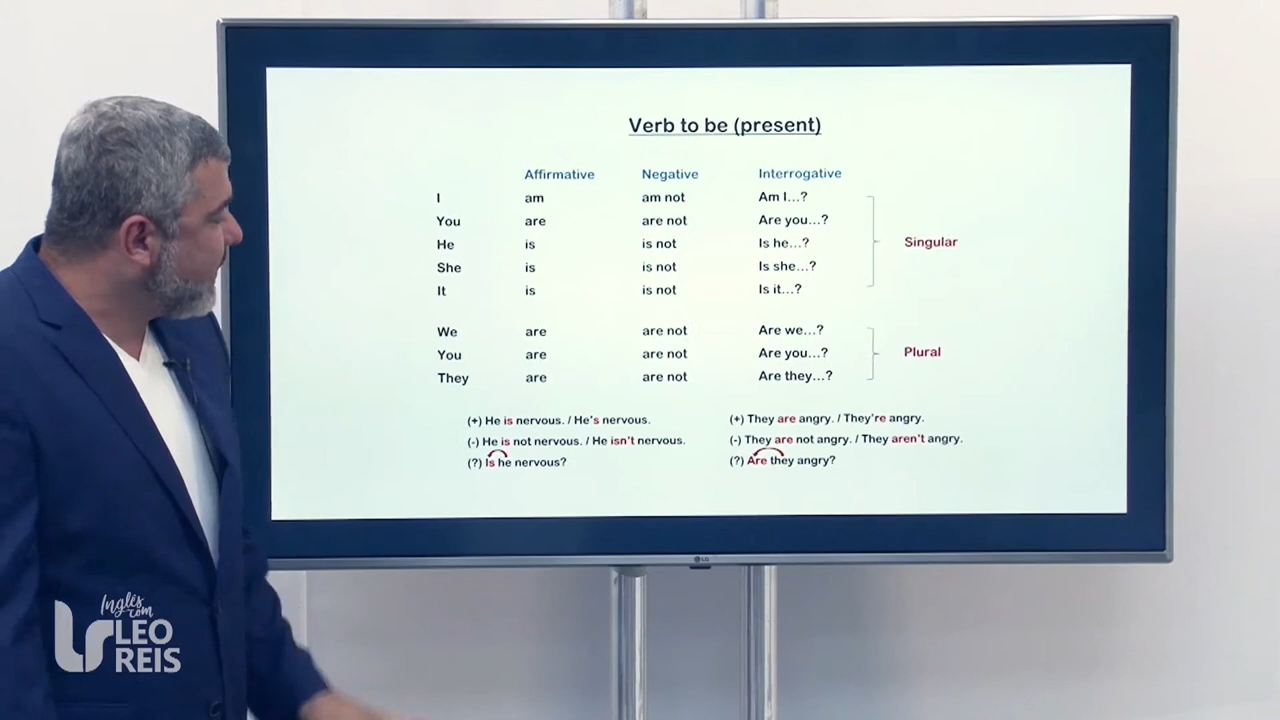 Verb to be (present)
Affirmative Negative Interrogative
I am am not Am I...?
You are are not Are you...?
He is is not Is he...?
She is is not Is she...?
It is is not Is it...?
Singular
We are are not Are we...?
You are are not Are you...?
They are are not Are they...?
Plural
(+) He is nervous. / He's nervous.
(-) He is not nervous. / He isn't nervous.
(?) Is he nervous?
(+) They are angry. / They're angry.
(-) They are not angry. / They aren't angry.
(?) Are they angry?
LG
Inglês
com
LEO
REIS